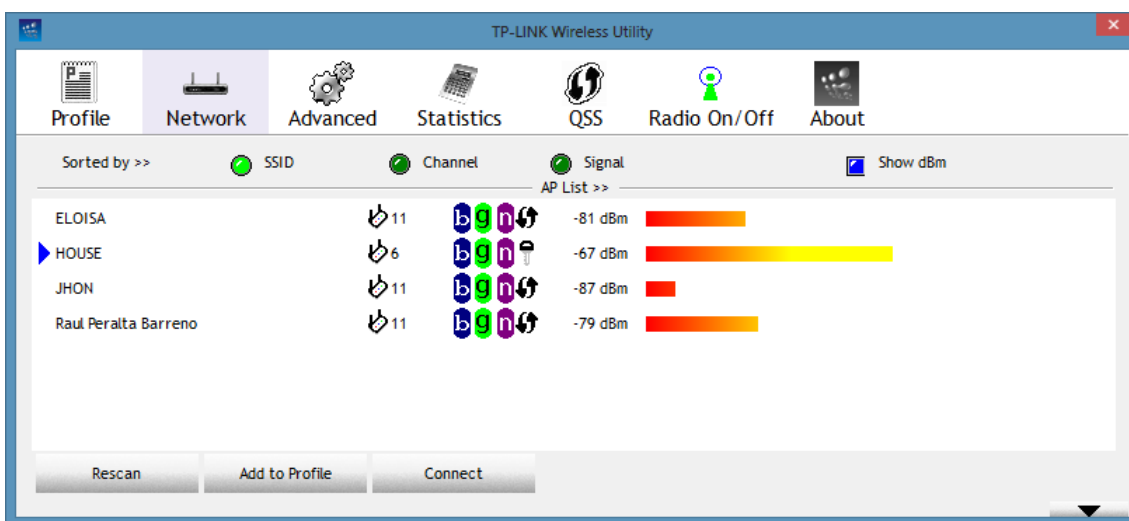 TP-LINK Wireless Utility
Profile Network Advanced Statistics QSS Radio On/Off About
Sorted by >> SSID Channel Signal Show dBm
AP List >>
ELOISA 11 b g n -81 dBm
HOUSE 6 b g n -67 dBm
JHON 11 b g n -87 dBm
Raul Peralta Barreno 11 b g n -79 dBm
Rescan Add to Profile Connect